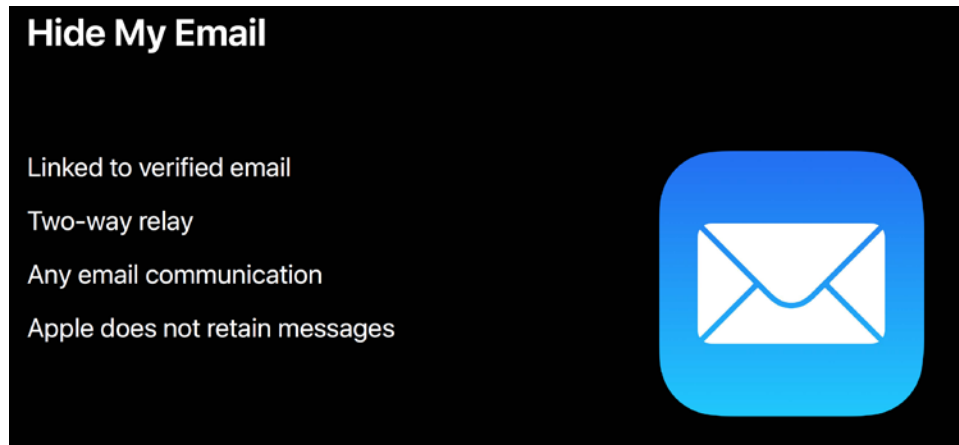 Hide My Email
Linked to verified email
Two-way relay
Any email communication
Apple does not retain messages